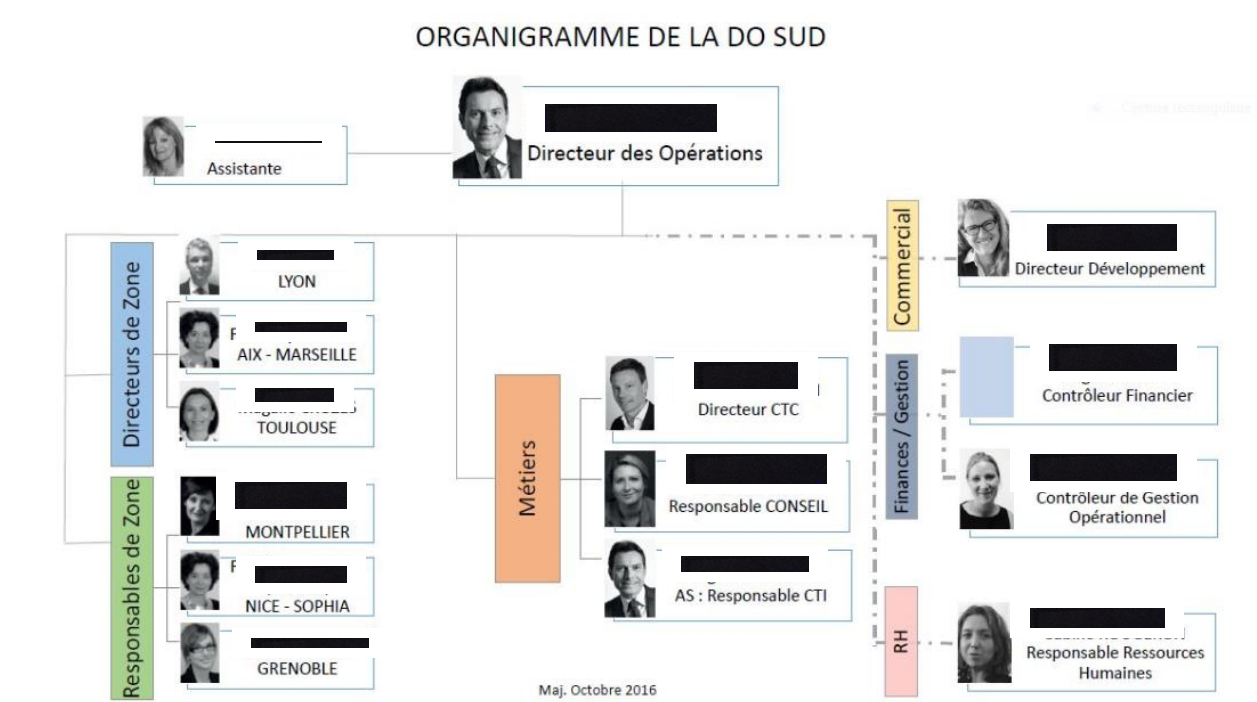 ORGANIGRAMME DE LA DO SUD
Assistante
Directeur des Opérations
Directeurs de Zone
LYON
AIX - MARSEILLE
TOULOUSE
Responsables de Zone
MONTPELLIER
NICE - SOPHIA
GRENOBLE
Métiers
Directeur CTC
Responsable CONSEIL
AS : Responsable CTI
Commercial
Directeur Développement
Finances / Gestion
Contrôleur Financier
Contrôleur de Gestion
Opérationnel
RH
Responsable Ressources
Humaines
Maj. Octobre 2016